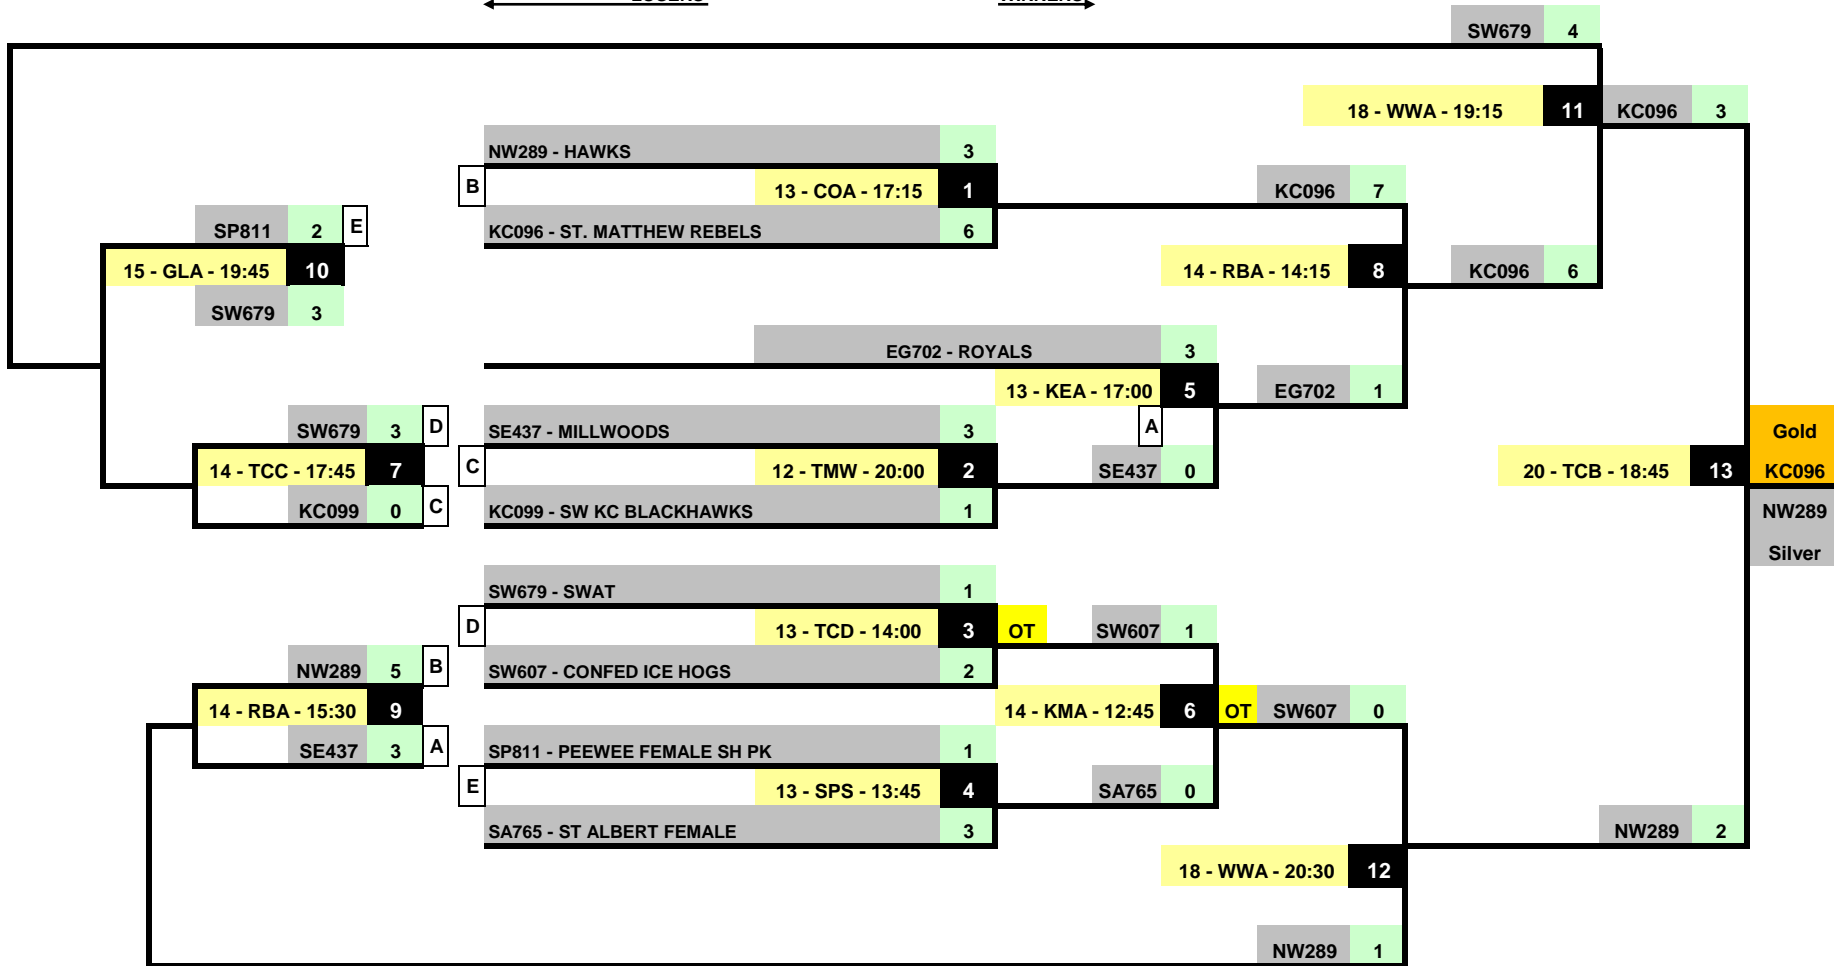 LOSERS WINNERS
SW679 4
18 - WWA - 19:15 11 KC096 3
NW289 - HAWKS 3
B 13 - COA - 17:15 1 KC096 7
SP811 2 E KC096 - ST. MATTHEW REBELS 6
15 - GLA - 19:45 10 14 - RBA - 14:15 8 KC096 6
SW679 3
EG702 - ROYALS 3
13 - KEA - 17:00 5 EG702 1
SW679 3 D SE437 - MILLWOODS 3 A Gold
14 - TCC - 17:45 7 C 12 - TMW - 20:00 2 SE437 0 20 - TCB - 18:45 13 KC096
KC099 0 C KC099 - SW KC BLACKHAWKS 1 NW289
Silver
SW679 - SWAT 1
D 13 - TCD - 14:00 3 OT SW607 1
NW289 5 B SW607 - CONFED ICE HOGS 2
14 - RBA - 15:30 9 14 - KMA - 12:45 6 OT SW607 0
SE437 3 A SP811 - PEEWEE FEMALE SH PK 1
E 13 - SPS - 13:45 4 SA765 0
SA765 - ST ALBERT FEMALE 3 NW289 2
18 - WWA - 20:30 12
NW289 1